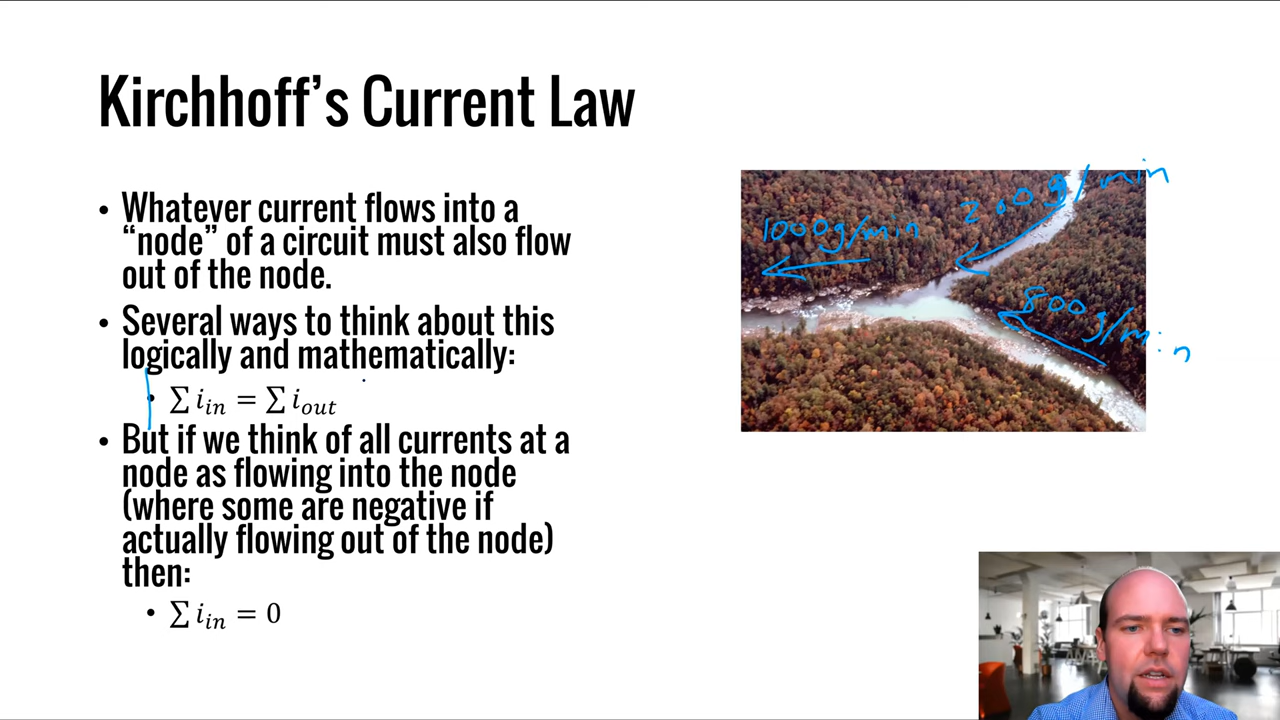 Kirchhoff's Current Law
• Whatever current flows into a
"node" of a circuit must also flow
out of the node.
• Several ways to think about this
logically and mathematically:
• ∑ i_in = ∑ i_out
• But if we think of all currents at a
node as flowing into the node
(where some are negative if
actually flowing out of the node)
then:
• ∑ i_in = 0
200g/min
1000g/min
800g/min